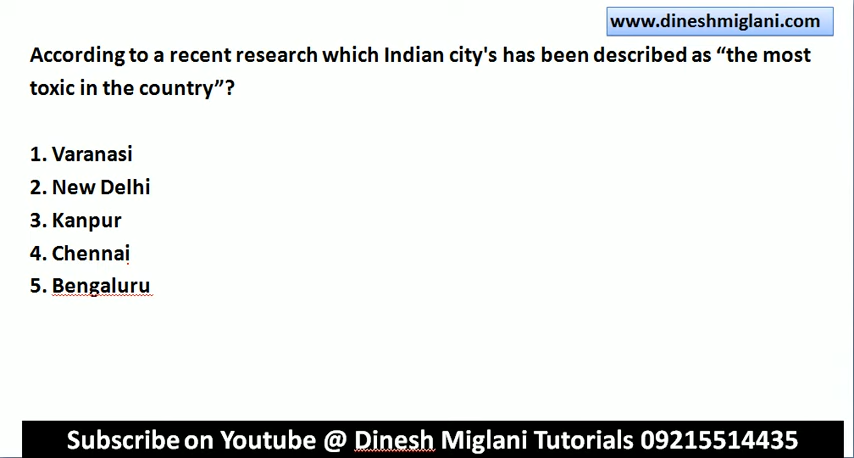 www.dineshmiglani.com
According to a recent research which Indian city's has been described as “the most
toxic in the country”?
1. Varanasi
2. New Delhi
3. Kanpur
4. Chennai
5. Bengaluru
Subscribe on Youtube @ Dinesh Miglani Tutorials 09215514435